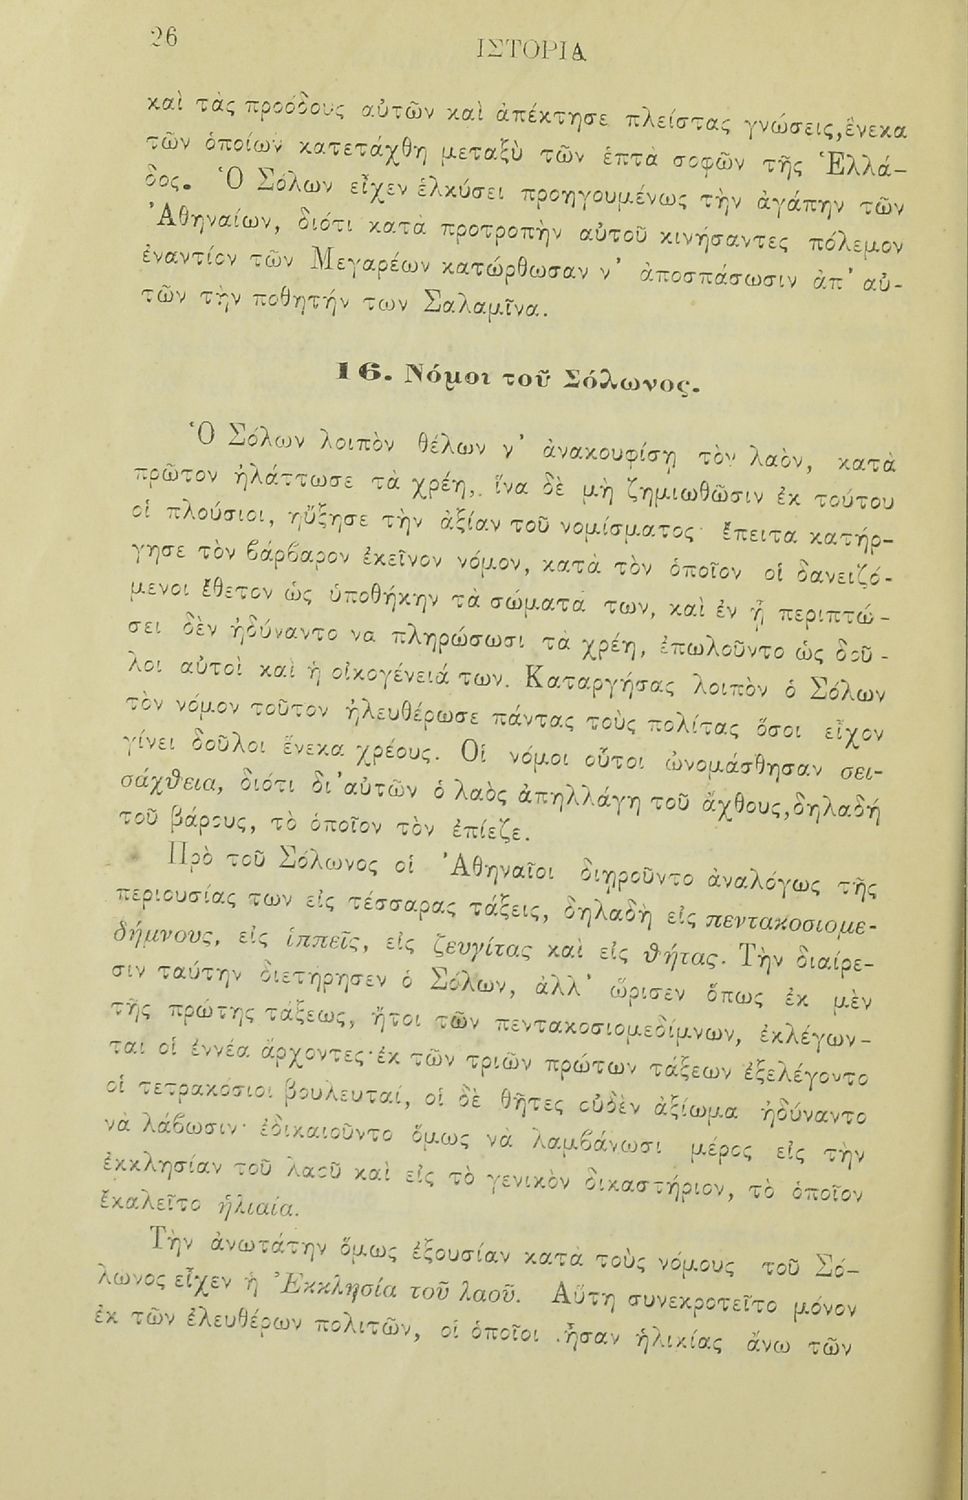 26
ΙΣΤΟΡΙΑ
καὶ τὰς προόδους αὐτῶν καὶ ἀπέκτησε πλείστας γνώσεις, ἕνεκα
τῶν ὁποίων κατετάχθη μεταξὺ τῶν ἑπτὰ σοφῶν τῆς Ἑλλά-
δος. Ὁ Σόλων εἶχεν ἑλκύσει προηγουμένως τὴν ἀγάπην τῶν
Ἀθηναίων, διότι κατὰ προτροπὴν αὐτοῦ κινήσαντες πόλεμον
ἐναντίον τῶν Μεγαρέων κατώρθωσαν ν' ἀποσπάσωσιν ἀπ' αὐ-
τῶν τὴν ποθητήν των Σαλαμῖνα.
16. Νόμοι τοῦ Σόλωνος.
Ὁ Σόλων λοιπὸν θέλων ν' ἀνακουφίσῃ τὸν λαὸν, κατὰ
πρῶτον ἠλάττωσε τὰ χρέη, ἵνα δὲ μὴ ζημιωθῶσιν ἐκ τούτου
οἱ πλούσιοι, ηὔξησε τὴν ἀξίαν τοῦ νομίσματος· ἔπειτα κατήρ-
γησε τὸν βάρβαρον ἐκεῖνον νόμον, κατὰ τὸν ὁποῖον οἱ δανειζό-
μενοι ἔθετον ὡς ὑποθήκην τὰ σώματά των, καὶ ἐν ᾗ περιπτώ-
σει δὲν ἠδύναντο να πληρώσωσι τὰ χρέη, ἐπωλοῦντο ὡς δοῦ-
λοι αὐτοὶ καὶ ἡ οἰκογένειά των. Καταργήσας λοιπὸν ὁ Σόλων
τὸν νόμον τοῦτον ἠλευθέρωσε πάντας τοὺς πολίτας ὅσοι εἶχον
γίνει δοῦλοι ἕνεκα χρέους. Οἱ νόμοι οὗτοι ὠνομάσθησαν σει-
σάχθεια, διότι δι' αὐτῶν ὁ λαὸς ἀπηλλάγη τοῦ ἄχθους, δηλαδή
τοῦ βάρους, τὸ ὁποῖον τὸν ἐπίεζε.
Πρὸ τοῦ Σόλωνος οἱ Ἀθηναῖοι διῃροῦντο ἀναλόγως τῆς
περιουσίας των εἰς τέσσαρας τάξεις, δηλαδὴ εἰς πεντακοσιομε-
δήμνους, εἰς ἱππεῖς, εἰς ζευγίτας καὶ εἰς θῆτας. Τὴν διαίρε-
σιν ταύτην διετήρησεν ὁ Σόλων, ἀλλ' ὥρισεν ὅπως ἐκ μὲν
τῆς πρώτης τάξεως, ἤτοι τῶν πεντακοσιομεδίμνων, ἐκλέγων-
ται οἱ ἐννέα ἄρχοντες· ἐκ τῶν τριῶν πρώτων τάξεων ἐξελέγοντο
οἱ τετρακόσιοι βουλευταί, οἱ δὲ θῆτες οὐδὲν ἀξίωμα ἠδύναντο
νὰ λάβωσιν· ἐδικαιοῦντο ὅμως νὰ λαμβάνωσι μέρος εἰς τὴν
ἐκκλησίαν τοῦ λαοῦ καὶ εἰς τὸ γενικὸν δικαστήριον, τὸ ὁποῖον
ἐκαλεῖτο ἡλιαία.
Τὴν ἀνωτάτην ὅμως ἐξουσίαν κατὰ τοὺς νόμους τοῦ Σό-
λωνος εἶχεν ἡ Ἐκκλησία τοῦ λαοῦ. Αὕτη συνεκροτεῖτο μόνον
ἐκ τῶν ἐλευθέρων πολιτῶν, οἱ ὁποῖοι ἦσαν ἡλικίας ἄνω τῶν